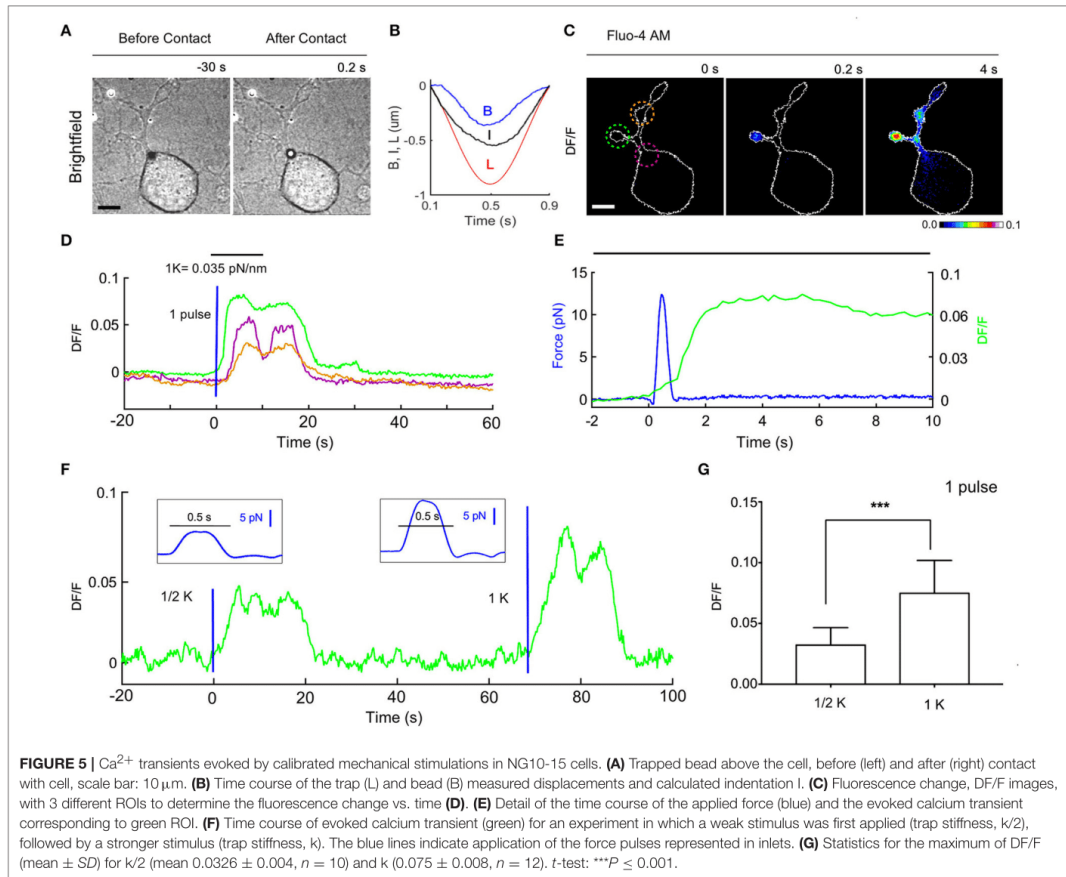 A
Before Contact
After Contact
-30 s
0.2 s
Brightfield
B
B, I, L (um)
0
-0.5
-1
B
I
L
0.1
0.5
0.9
Time (s)
C
Fluo-4 AM
0 s
0.2 s
4 s
DF/F
0.0
0.1
D
1K= 0.035 pN/nm
1 pulse
DF/F
0.1
0.05
0
-20
0
20
40
60
Time (s)
E
Force (pN)
15
10
5
0
0.1
0.06
0.03
0
DF/F
-2
0
2
4
6
8
10
Time (s)
F
DF/F
0.1
0.05
0
0.5 s
5 pN
1/2 K
0.5 s
5 pN
1 K
-20
0
20
40
60
80
100
Time (s)
G
1 pulse
***
DF/F
0.15
0.10
0.05
0.00
1/2 K
1 K
FIGURE 5 | Ca2+ transients evoked by calibrated mechanical stimulations in NG10-15 cells. (A) Trapped bead above the cell, before (left) and after (right) contact
with cell, scale bar: 10 μm. (B) Time course of the trap (L) and bead (B) measured displacements and calculated indentation I. (C) Fluorescence change, DF/F images,
with 3 different ROIs to determine the fluorescence change vs. time (D). (E) Detail of the time course of the applied force (blue) and the evoked calcium transient
corresponding to green ROI. (F) Time course of evoked calcium transient (green) for an experiment in which a weak stimulus was first applied (trap stiffness, k/2),
followed by a stronger stimulus (trap stiffness, k). The blue lines indicate application of the force pulses represented in inlets. (G) Statistics for the maximum of DF/F
(mean ± SD) for k/2 (mean 0.0326 ± 0.004, n = 10) and k (0.075 ± 0.008, n = 12). t-test: ***P ≤ 0.001.